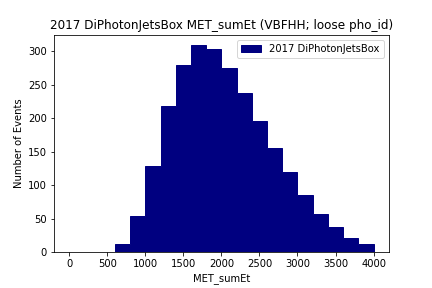 2017 DiPhotonJetsBox MET_sumEt (VBFHH; loose pho_id)
2017 DiPhotonJetsBox
Number of Events
300
250
200
150
100
50
0
0 500 1000 1500 2000 2500 3000 3500 4000
MET_sumEt